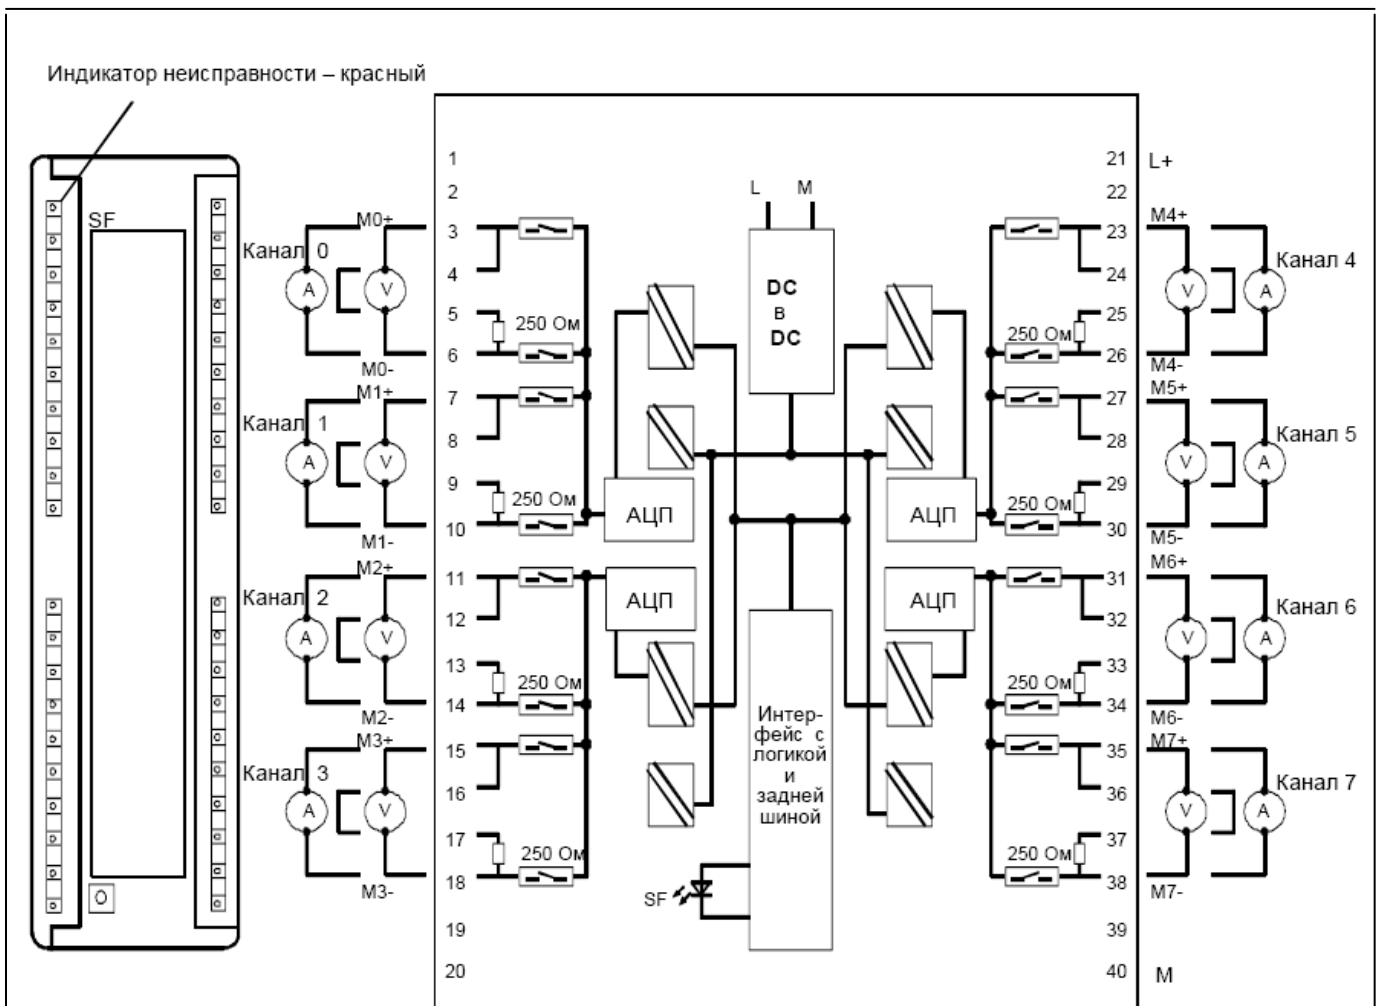 Индикатор неисправности – красный
SF
Канал 0
Канал 1
Канал 2
Канал 3
M0+
A
V
M0-
M1+
A
V
M1-
M2+
A
V
M2-
M3+
A
V
M3-
1
2
3
4
5
6
7
8
9
10
11
12
13
14
15
16
17
18
19
20
250 Ом
250 Ом
250 Ом
250 Ом
АЦП
АЦП
L M
DC
в
DC
Интер-
фейс с
логикой
и
задней
шиной
SF
АЦП
АЦП
250 Ом
250 Ом
250 Ом
250 Ом
21
22
23
24
25
26
27
28
29
30
31
32
33
34
35
36
37
38
39
40
L+
M4+
V
A
M4-
M5+
V
A
M5-
M6+
V
A
M6-
M7+
V
A
M7-
M
Канал 4
Канал 5
Канал 6
Канал 7